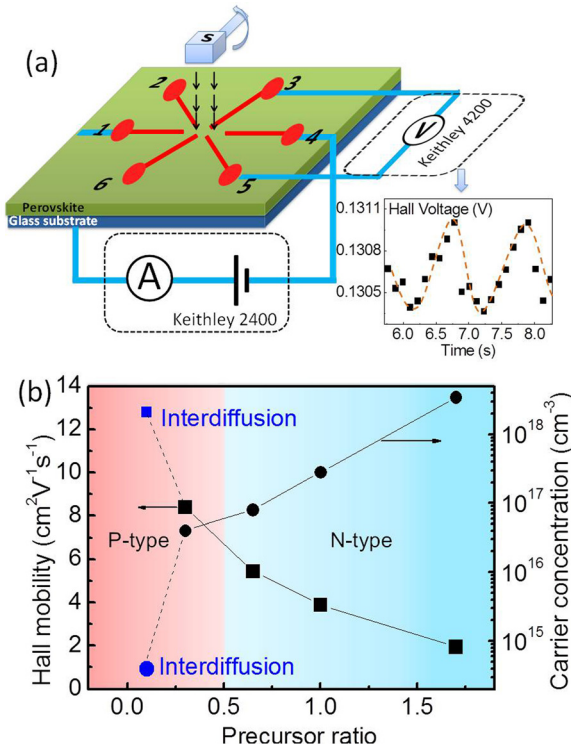 (a)
S
1
2
3
4
5
6
Perovskite
Glass substrate
A
Keithley 2400
V
Keithley 4200
Hall Voltage (V)
0.1311
0.1308
0.1305
6.0 6.5 7.0 7.5 8.0
Time (s)
(b)
14
12
10
8
6
4
2
0
Hall mobility (cm²V⁻¹s⁻¹)
Interdiffusion
P-type
N-type
Interdiffusion
10¹⁸
10¹⁷
10¹⁶
10¹⁵
Carrier concentration (cm⁻³)
0.0 0.5 1.0 1.5
Precursor ratio